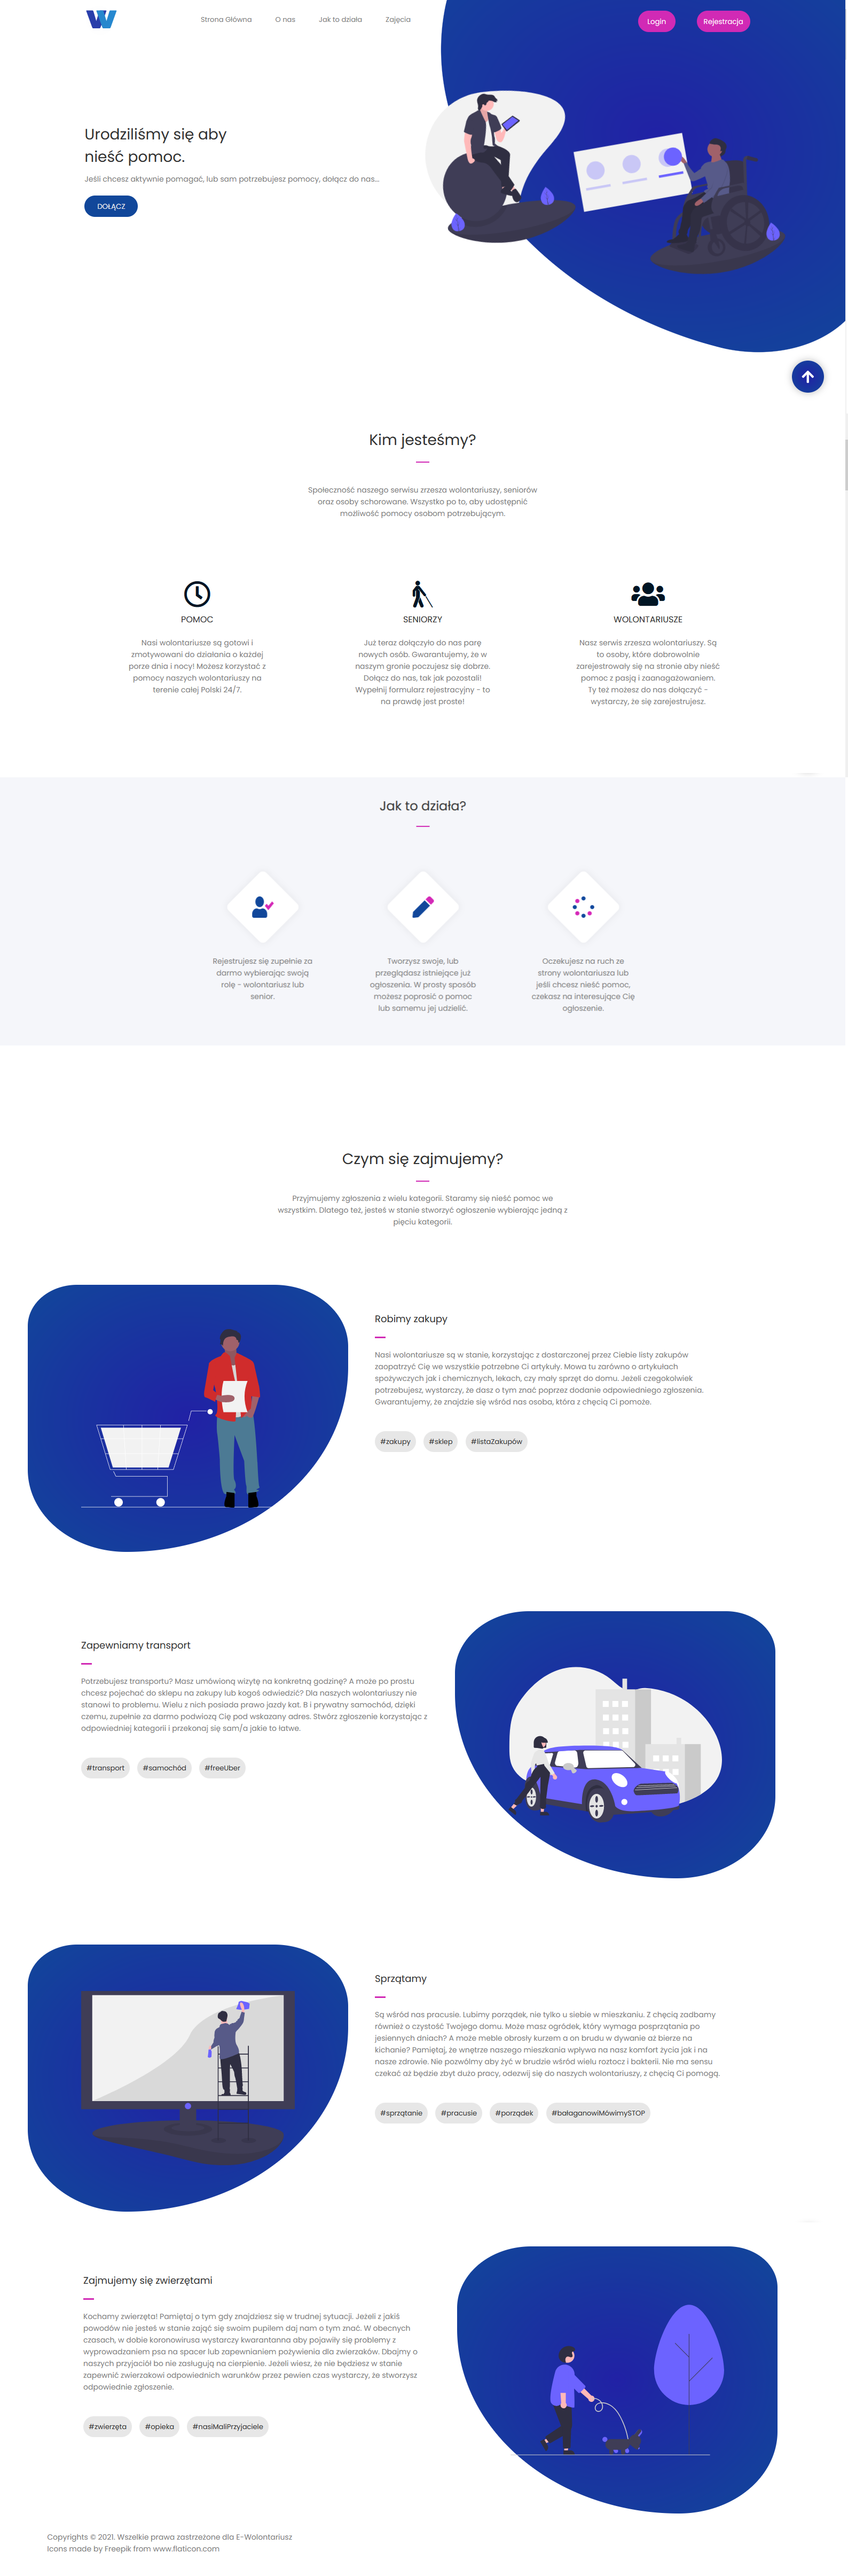 W
Strona Główna
O nas
Jak to działa
Zajęcia
Login
Rejestracja
Urodziliśmy się aby
nieść pomoc.
Jeśli chcesz aktywnie pomagać, lub sam potrzebujesz pomocy, dołącz do nas...
DOŁĄCZ
Kim jesteśmy?
Społeczność naszego serwisu zrzesza wolontariuszy, seniorów
oraz osoby schorowane. Wszystko po to, aby udostępnić
możliwość pomocy osobom potrzebującym.
POMOC
Nasi wolontariusze są gotowi i
zmotywowani do działania o każdej
porze dnia i nocy! Możesz korzystać z
pomocy naszych wolontariuszy na
terenie całej Polski 24/7.
SENIORZY
Już teraz dołączyło do nas parę
nowych osób. Gwarantujemy, że w
naszym gronie poczujesz się dobrze.
Dołącz do nas, tak jak pozostali!
Wypełnij formularz rejestracyjny - to
na prawdę jest proste!
WOLONTARIUSZE
Nasz serwis zrzesza wolontariuszy. Są
to osoby, które dobrowolnie
zarejestrowały się na stronie aby nieść
pomoc z pasją i zaanagażowaniem.
Ty też możesz do nas dołączyć -
wystarczy, że się zarejestrujesz.
Jak to działa?
Rejestrujesz się zupełnie za
darmo wybierając swoją
rolę - wolontariusz lub
senior.
Tworzysz swoje, lub
przeglądasz istniejące już
ogłoszenia. W prosty sposób
możesz poprosić o pomoc
lub samemu jej udzielić.
Oczekujesz na ruch ze
strony wolontariusza lub
jeśli chcesz nieść pomoc,
czekasz na interesujące Cię
ogłoszenie.
Czym się zajmujemy?
Przyjmujemy zgłoszenia z wielu kategorii. Staramy się nieść pomoc we
wszystkim. Dlatego też, jesteś w stanie stworzyć ogłoszenie wybierając jedną z
pięciu kategorii.
Robimy zakupy
Nasi wolontariusze są w stanie, korzystając z dostarczonej przez Ciebie listy zakupów
zaopatrzyć Cię we wszystkie potrzebne Ci artykuły. Mowa tu zarówno o artykułach
spożywczych jak i chemicznych, lekach, czy mały sprzęt do domu. Jeżeli czegokolwiek
potrzebujesz, wystarczy, że dasz o tym znać poprzez dodanie odpowiedniego zgłoszenia.
Gwarantujemy, że znajdzie się wśród nas osoba, która z chęcią Ci pomoże.
#zakupy
#sklep
#listaZakupów
Zapewniamy transport
Potrzebujesz transportu? Masz umówioną wizytę na konkretną godzinę? A może po prostu
chcesz pojechać do sklepu na zakupy lub kogoś odwiedzić? Dla naszych wolontariuszy nie
stanowi to problemu. Wielu z nich posiada prawo jazdy kat. B i prywatny samochód, dzięki
czemu, zupełnie za darmo podwiozą Cię pod wskazany adres. Stwórz zgłoszenie korzystając z
odpowiedniej kategorii i przekonaj się sam/a jakie to łatwe.
#transport
#samochód
#freeUber
Sprzątamy
Są wśród nas pracusie. Lubimy porządek, nie tylko u siebie w mieszkaniu. Z chęcią zadbamy
również o czystość Twojego domu. Może masz ogródek, który wymaga posprzątania po
jesiennych dniach? A może meble obrosły kurzem a on brudu w dywanie aż bierze na
kichanie? Pamiętaj, że wnętrze naszego mieszkania wpływa na nasz komfort życia jak i na
nasze zdrowie. Nie pozwólmy aby żyć w brudzie wśród wielu roztocz i bakterii. Nie ma sensu
czekać aż będzie zbyt dużo pracy, odezwij się do naszych wolontariuszy, z chęcią Ci pomogą.
#sprzątanie
#pracusie
#porządek
#bałaganowiMówimySTOP
Zajmujemy się zwierzętami
Kochamy zwierzęta! Pamiętaj o tym gdy znajdziesz się w trudnej sytuacji. Jeżeli z jakiś
powodów nie jesteś w stanie zająć się swoim pupilem daj nam o tym znać. W obecnych
czasach, w dobie koronowirusa wystarczy kwarantanna aby pojawiły się problemy z
wyprowadzaniem psa na spacer lub zapewnianiem pożywienia dla zwierzaków. Dbajmy o
naszych przyjaciół bo nie zasługują na cierpienie. Jeżeli wiesz, że nie będziesz w stanie
zapewnić zwierzakowi odpowiednich warunków przez pewien czas wystarczy, że stworzysz
odpowiednie zgłoszenie.
#zwierzęta
#opieka
#nasiMaliPrzyjaciele
Copyrights © 2021. Wszelkie prawa zastrzeżone dla E-Wolontariusz
Icons made by Freepik from www.flaticon.com